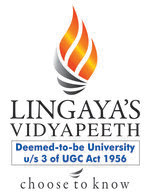 LINGAYA'S
VIDYAPEETH
Deemed-to-be University
u/s 3 of UGC Act 1956
choose to know